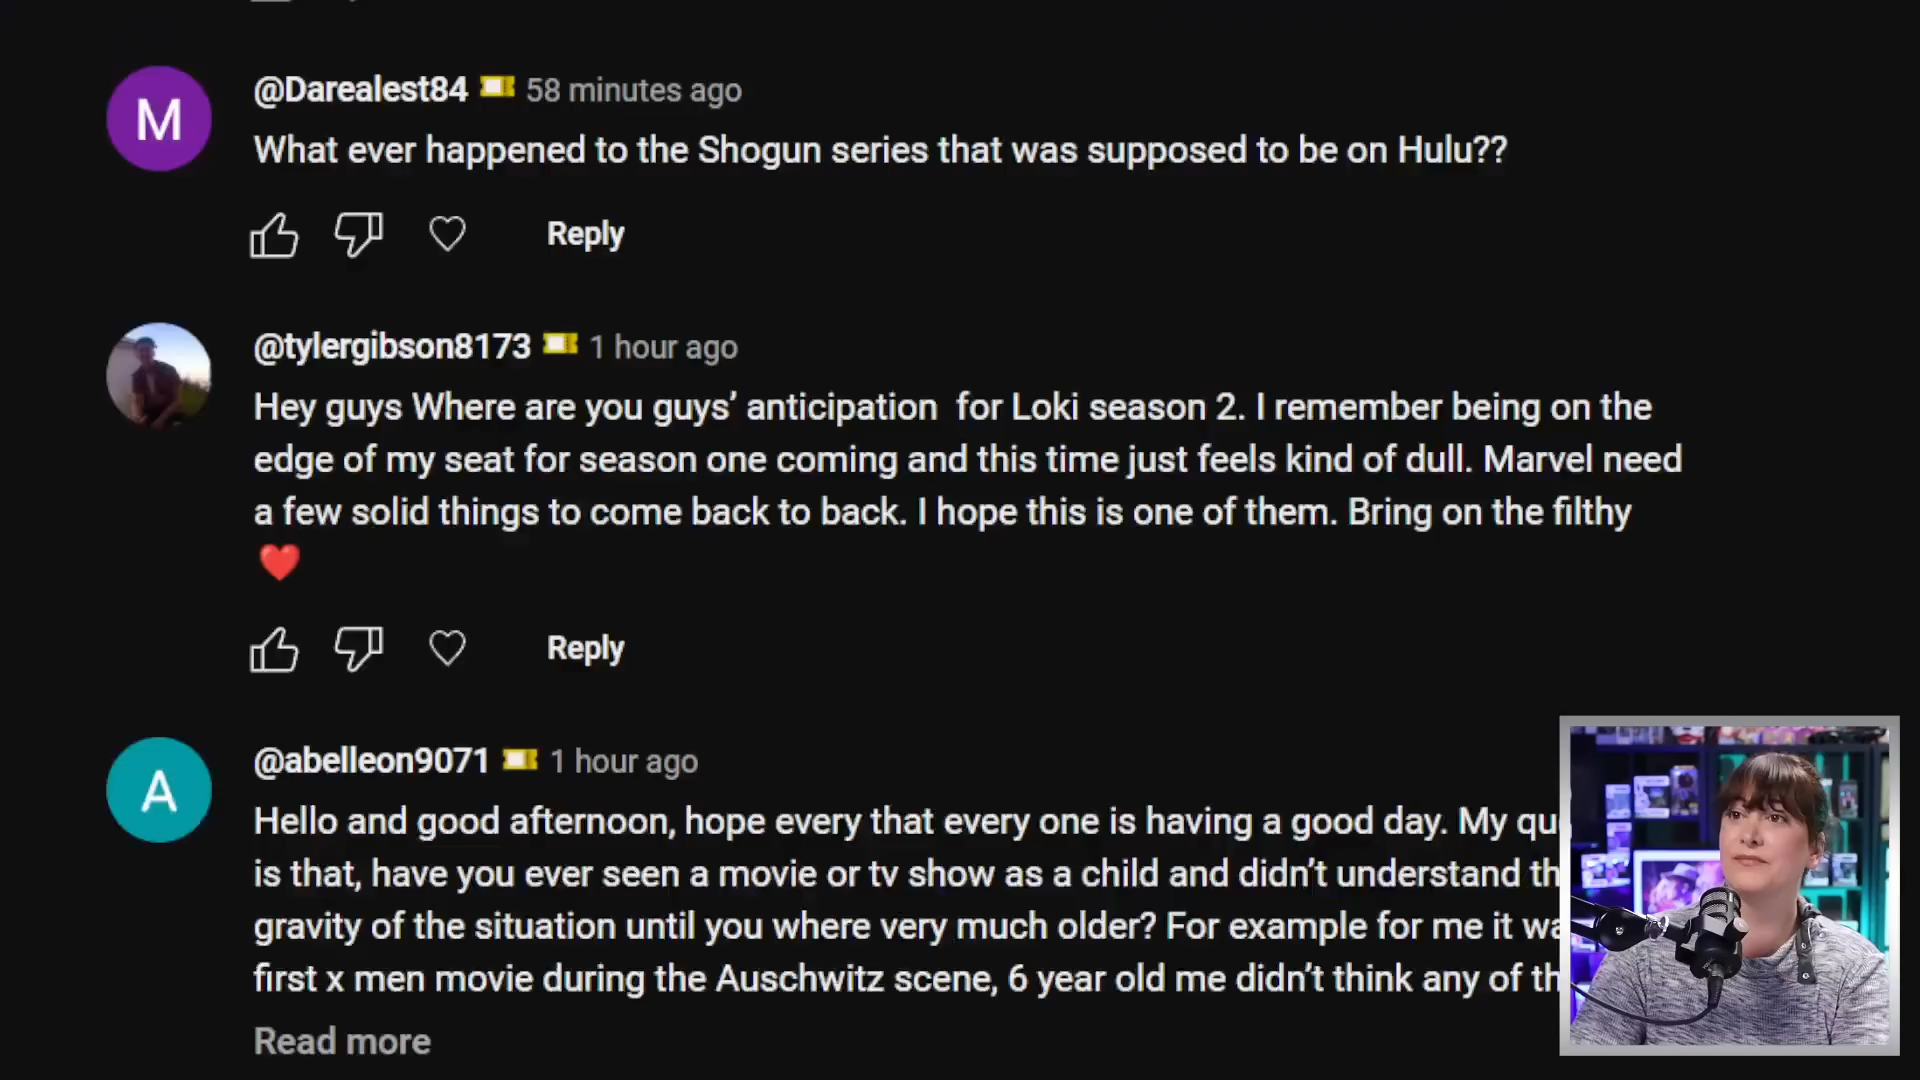 M
@Darealest84 58 minutes ago
What ever happened to the Shogun series that was supposed to be on Hulu??
Reply
@tylergibson8173 1 hour ago
Hey guys Where are you guys’ anticipation for Loki season 2. I remember being on the
edge of my seat for season one coming and this time just feels kind of dull. Marvel need
a few solid things to come back to back. I hope this is one of them. Bring on the filthy
Reply
A
@abelleon9071 1 hour ago
Hello and good afternoon, hope every that every one is having a good day. My qu
is that, have you ever seen a movie or tv show as a child and didn’t understand th
gravity of the situation until you where very much older? For example for me it wa
first x men movie during the Auschwitz scene, 6 year old me didn’t think any of th
Read more